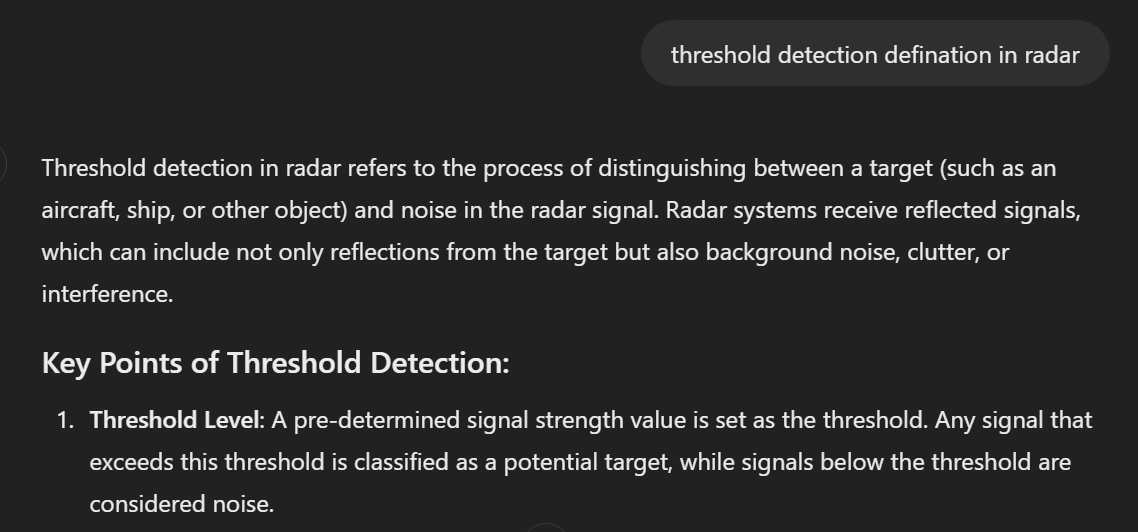 threshold detection defination in radar
Threshold detection in radar refers to the process of distinguishing between a target (such as an
aircraft, ship, or other object) and noise in the radar signal. Radar systems receive reflected signals,
which can include not only reflections from the target but also background noise, clutter, or
interference.
Key Points of Threshold Detection:
1. Threshold Level: A pre-determined signal strength value is set as the threshold. Any signal that
exceeds this threshold is classified as a potential target, while signals below the threshold are
considered noise.